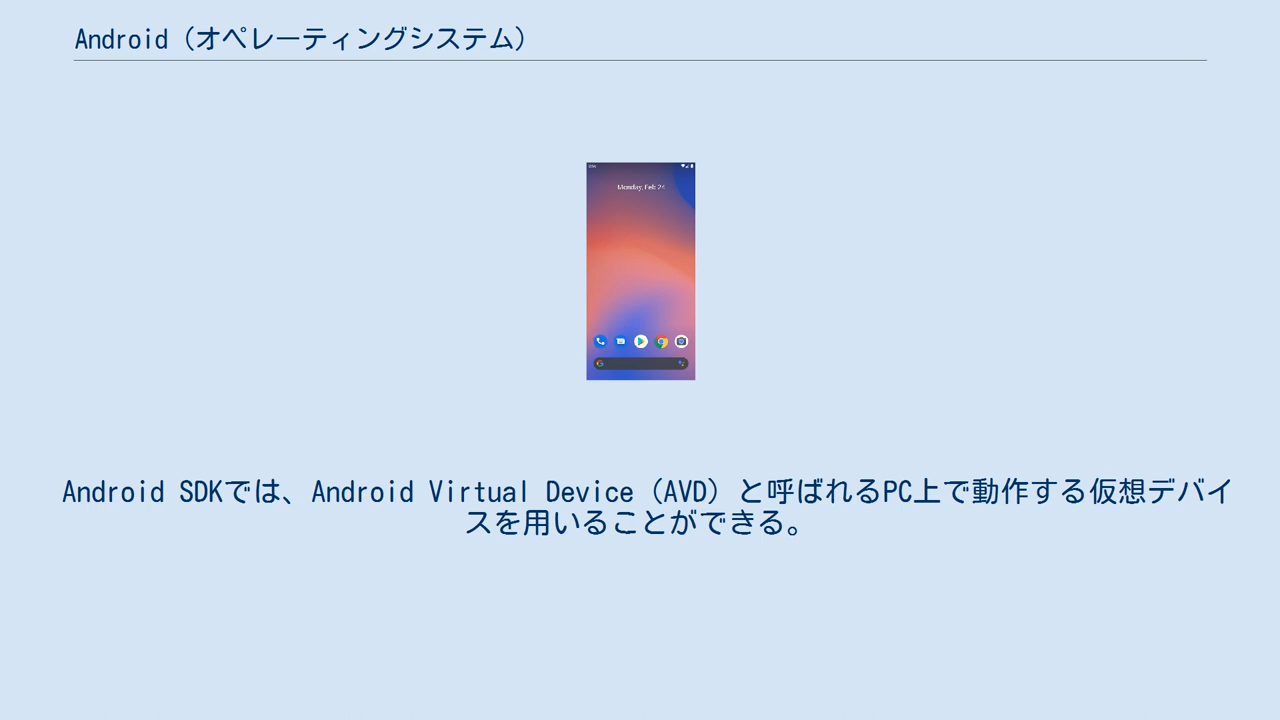 Android（オペレーティングシステム）
Monday, Feb 24
Android SDKでは、Android Virtual Device（AVD）と呼ばれるPC上で動作する仮想デバイ
スを用いることができる。